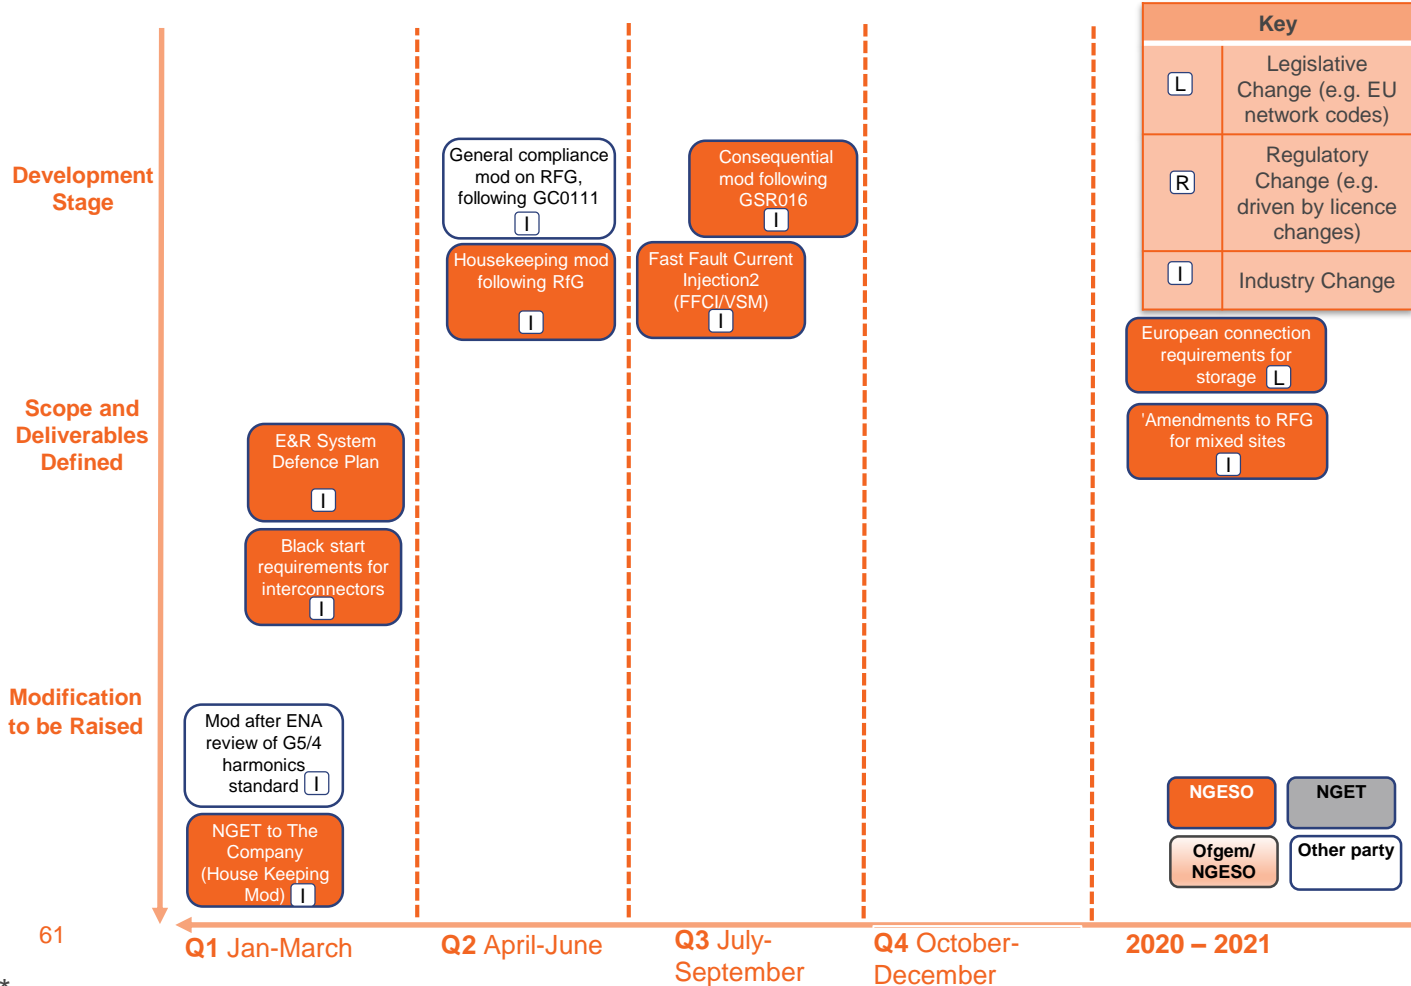 Key
L
Legislative
Change (e.g. EU
network codes)
R
Regulatory
Change (e.g.
driven by licence
changes)
I
Industry Change
Development
Stage
General compliance
mod on RFG,
following GC0111
I
Consequential
mod following
GSR016
I
Housekeeping mod
following RfG
I
Fast Fault Current
Injection2
(FFCI/VSM)
I
European connection
requirements for
storage L
Scope and
Deliverables
Defined
E&R System
Defence Plan
I
'Amendments to RFG
for mixed sites
I
Black start
requirements for
interconnectors
I
Modification
to be Raised
Mod after ENA
review of G5/4
harmonics
standard I
NGET to The
Company
(House Keeping
Mod) I
NGESO
NGET
Ofgem/
NGESO
Other party
61
Q1 Jan-March
Q2 April-June
Q3 July-
September
Q4 October-
December
2020 – 2021
*